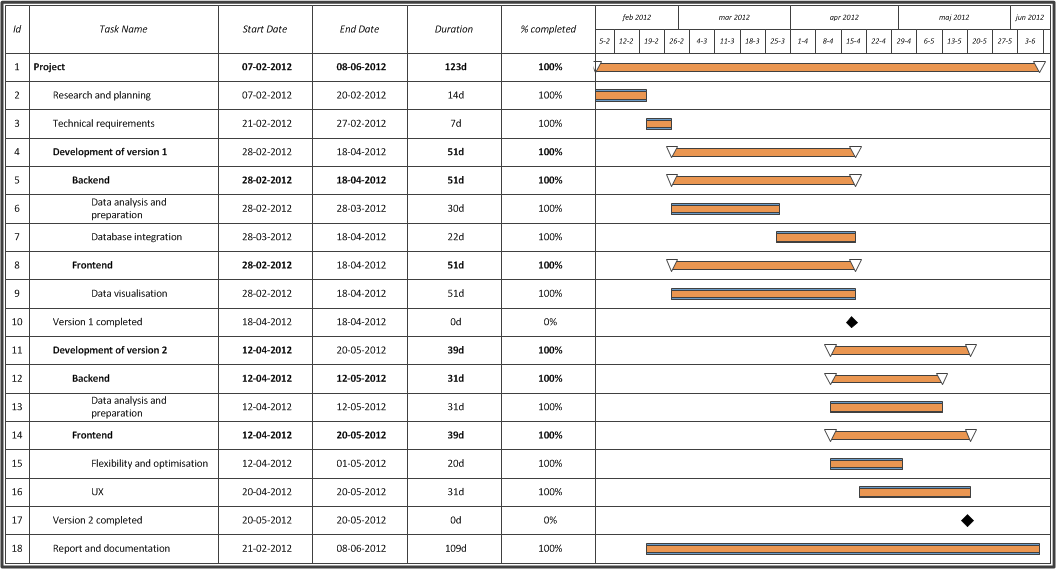 Id Task Name Start Date End Date Duration % completed
feb 2012 mar 2012 apr 2012 maj 2012 jun 2012
5-2 12-2 19-2 26-2 4-3 11-3 18-3 25-3 1-4 8-4 15-4 22-4 29-4 6-5 13-5 20-5 27-5 3-6
1 Project 07-02-2012 08-06-2012 123d 100%
2 Research and planning 07-02-2012 20-02-2012 14d 100%
3 Technical requirements 21-02-2012 27-02-2012 7d 100%
4 Development of version 1 28-02-2012 18-04-2012 51d 100%
5 Backend 28-02-2012 18-04-2012 51d 100%
6 Data analysis and
preparation 28-02-2012 28-03-2012 30d 100%
7 Database integration 28-03-2012 18-04-2012 22d 100%
8 Frontend 28-02-2012 18-04-2012 51d 100%
9 Data visualisation 28-02-2012 18-04-2012 51d 100%
10 Version 1 completed 18-04-2012 18-04-2012 0d 0%
11 Development of version 2 12-04-2012 20-05-2012 39d 100%
12 Backend 12-04-2012 12-05-2012 31d 100%
13 Data analysis and
preparation 12-04-2012 12-05-2012 31d 100%
14 Frontend 12-04-2012 20-05-2012 39d 100%
15 Flexibility and optimisation 12-04-2012 01-05-2012 20d 100%
16 UX 20-04-2012 20-05-2012 31d 100%
17 Version 2 completed 20-05-2012 20-05-2012 0d 0%
18 Report and documentation 21-02-2012 08-06-2012 109d 100%